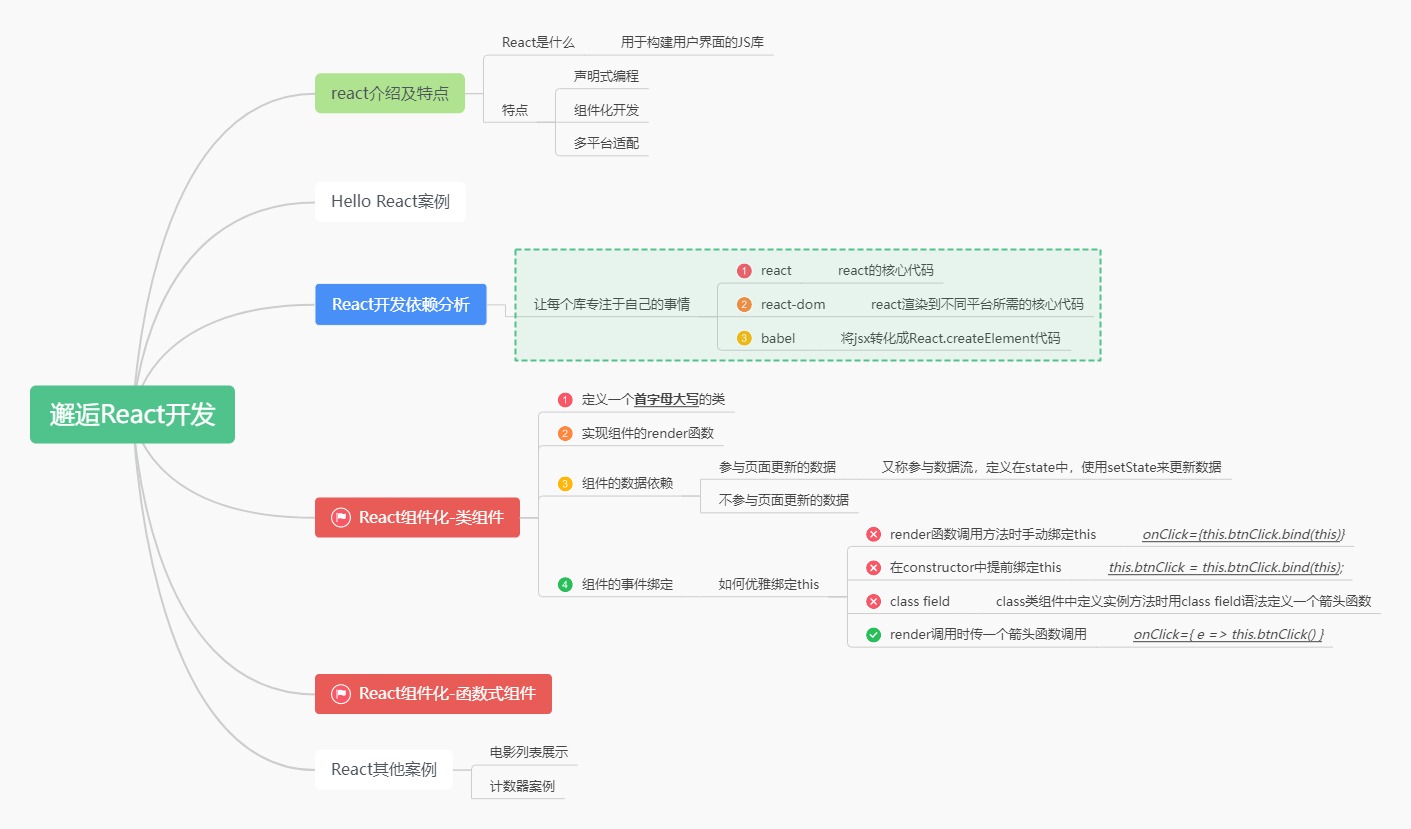 邂逅React开发
react介绍及特点
React是什么
用于构建用户界面的JS库
特点
声明式编程
组件化开发
多平台适配
Hello React案例
React开发依赖分析
让每个库专注于自己的事情
1 react
react的核心代码
2 react-dom
react渲染到不同平台所需的核心代码
3 babel
将jsx转化成React.createElement代码
React组件化-类组件
1 定义一个首字母大写的类
2 实现组件的render函数
3 组件的数据依赖
参与页面更新的数据
又称参与数据流，定义在state中，使用setState来更新数据
不参与页面更新的数据
4 组件的事件绑定
如何优雅绑定this
render函数调用方法时手动绑定this
onClick={this.btnClick.bind(this)}
在constructor中提前绑定this
this.btnClick = this.btnClick.bind(this);
class field
class类组件中定义实例方法时用class field语法定义一个箭头函数
render调用时传一个箭头函数调用
onClick={ e => this.btnClick() }
React组件化-函数式组件
React其他案例
电影列表展示
计数器案例